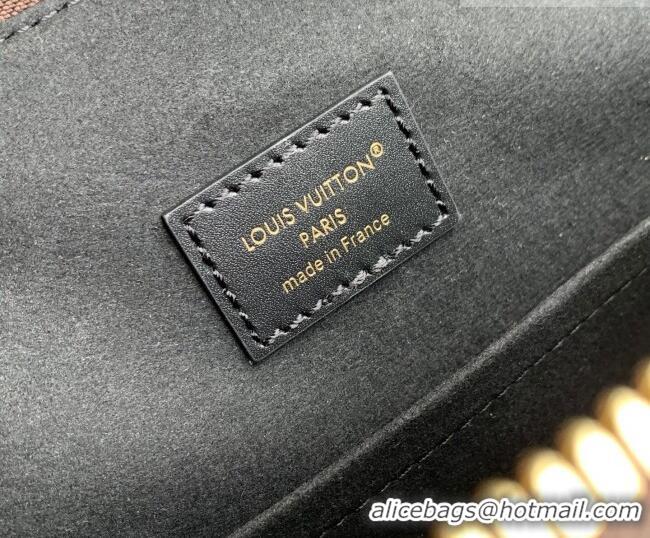 LOUIS VUITTON®
PARIS
made in France
alicebags@hotmail.com